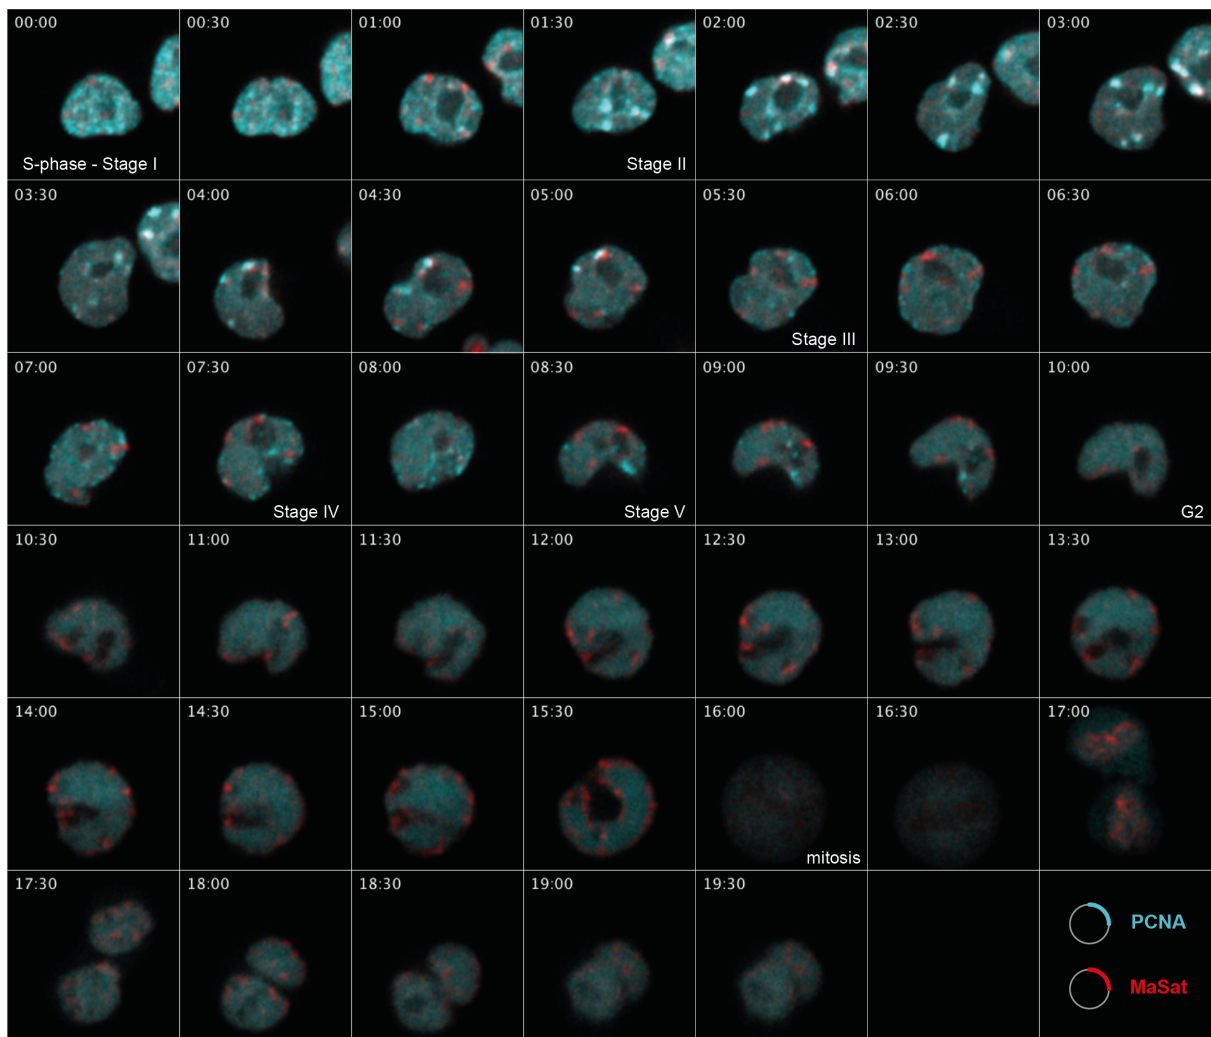 00:00 00:30 01:00 01:30 02:00 02:30 03:00
S-phase - Stage I Stage II
03:30 04:00 04:30 05:00 05:30 06:00 06:30
Stage III
07:00 07:30 08:00 08:30 09:00 09:30 10:00
Stage IV Stage V G2
10:30 11:00 11:30 12:00 12:30 13:00 13:30
14:00 14:30 15:00 15:30 16:00 16:30 17:00
mitosis
17:30 18:00 18:30 19:00 19:30
PCNA
MaSat